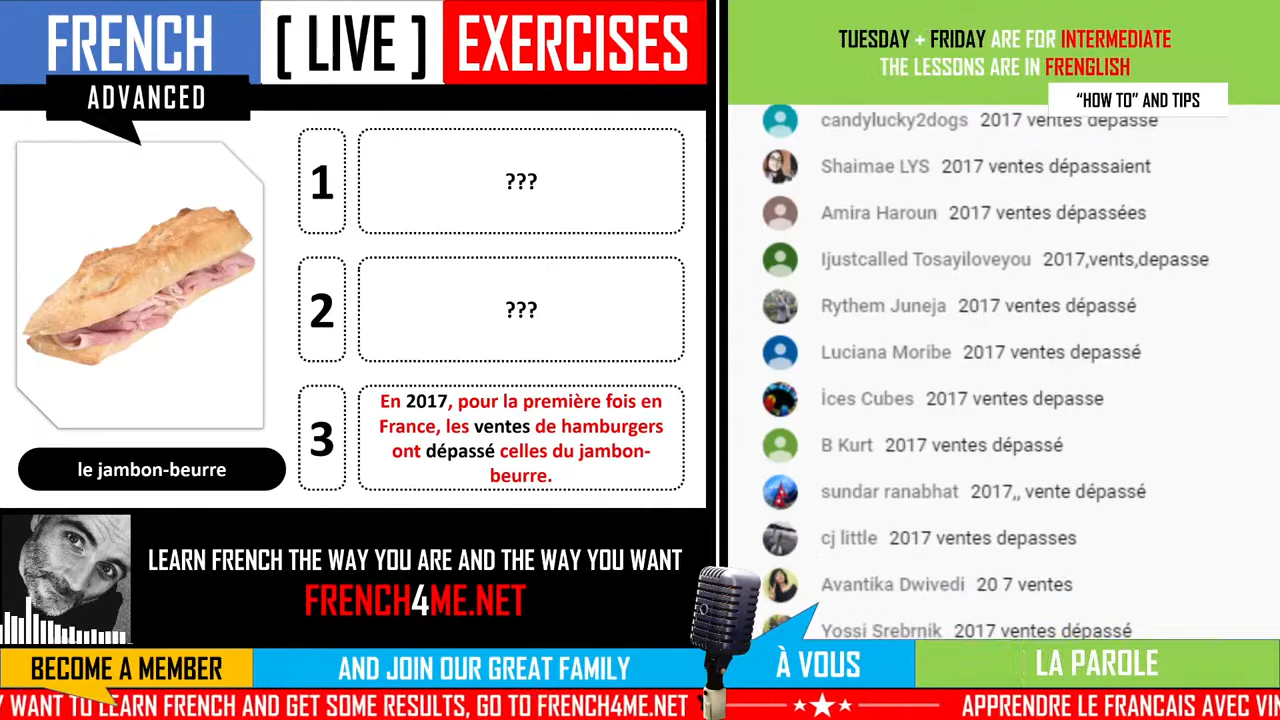 FRENCH [ LIVE ] EXERCISES
ADVANCED
1
???
2
???
3
En 2017, pour la première fois en
France, les ventes de hamburgers
ont dépassé celles du jambon-
beurre.
le jambon-beurre
LEARN FRENCH THE WAY YOU ARE AND THE WAY YOU WANT
FRENCH4ME.NET
BECOME A MEMBER
AND JOIN OUR GREAT FAMILY
TUESDAY + FRIDAY ARE FOR INTERMEDIATE
THE LESSONS ARE IN FRENGLISH
“HOW TO” AND TIPS
candylucky2dogs 2017 ventes depasse
Shaimae LYS 2017 ventes dépassaient
Amira Haroun 2017 ventes dépassées
Ijustcalled Tosayiloveyou 2017,vents,depasse
Rythem Juneja 2017 ventes dépassé
Luciana Moribe 2017 ventes depassé
İces Cubes 2017 ventes depasse
B Kurt 2017 ventes dépassé
sundar ranabhat 2017,, vente dépassé
cj little 2017 ventes depasses
Avantika Dwivedi 20 7 ventes
Yossi Srebrnik 2017 ventes dépassé
À VOUS
LA PAROLE
WANT TO LEARN FRENCH AND GET SOME RESULTS, GO TO FRENCH4ME.NET
APPRENDRE LE FRANCAIS AVEC